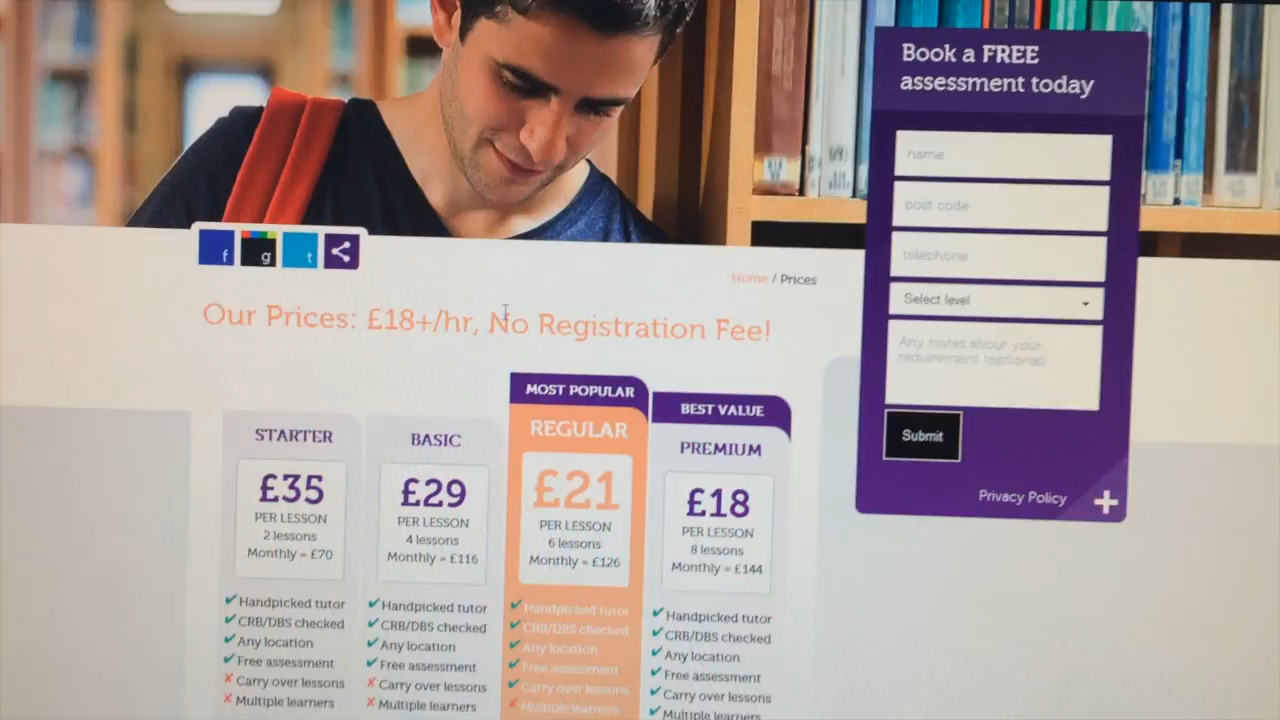 Book a FREE
assessment today
name
post code
telephone
Select level
Any notes about your
requirement (optional)
Submit
Privacy Policy
f
g
t
Home / Prices
Our Prices: £18+/hr, No Registration Fee!
STARTER
£35
PER LESSON
2 lessons
Monthly = £70
Handpicked tutor
CRB/DBS checked
Any location
Free assessment
Carry over lessons
Multiple learners
BASIC
£29
PER LESSON
4 lessons
Monthly = £116
Handpicked tutor
CRB/DBS checked
Any location
Free assessment
Carry over lessons
Multiple learners
MOST POPULAR
REGULAR
£21
PER LESSON
6 lessons
Monthly = £126
Handpicked tutor
CRB/DBS checked
Any location
Free assessment
Carry over lessons
Multiple learners
BEST VALUE
PREMIUM
£18
PER LESSON
8 lessons
Monthly = £144
Handpicked tutor
CRB/DBS checked
Any location
Free assessment
Carry over lessons
Multiple learners